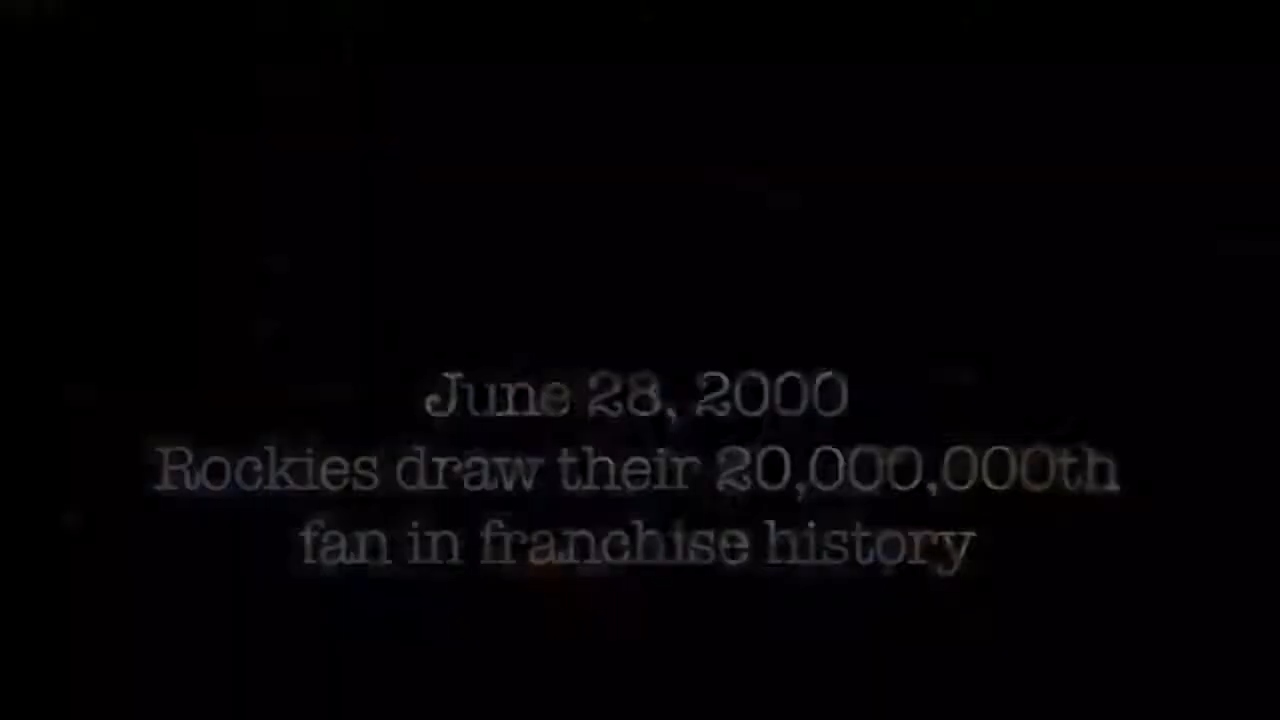 June 28, 2000
Rockies draw their 20,000,000th
fan in franchise history